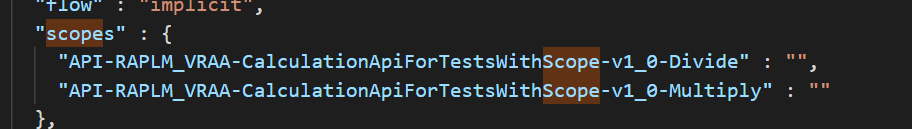 "flow" : "implicit",
"scopes" : {
"API-RAPLM_VRAA-CalculationApiForTestsWithScope-v1_0-Divide" : "",
"API-RAPLM_VRAA-CalculationApiForTestsWithScope-v1_0-Multiply" : ""
},